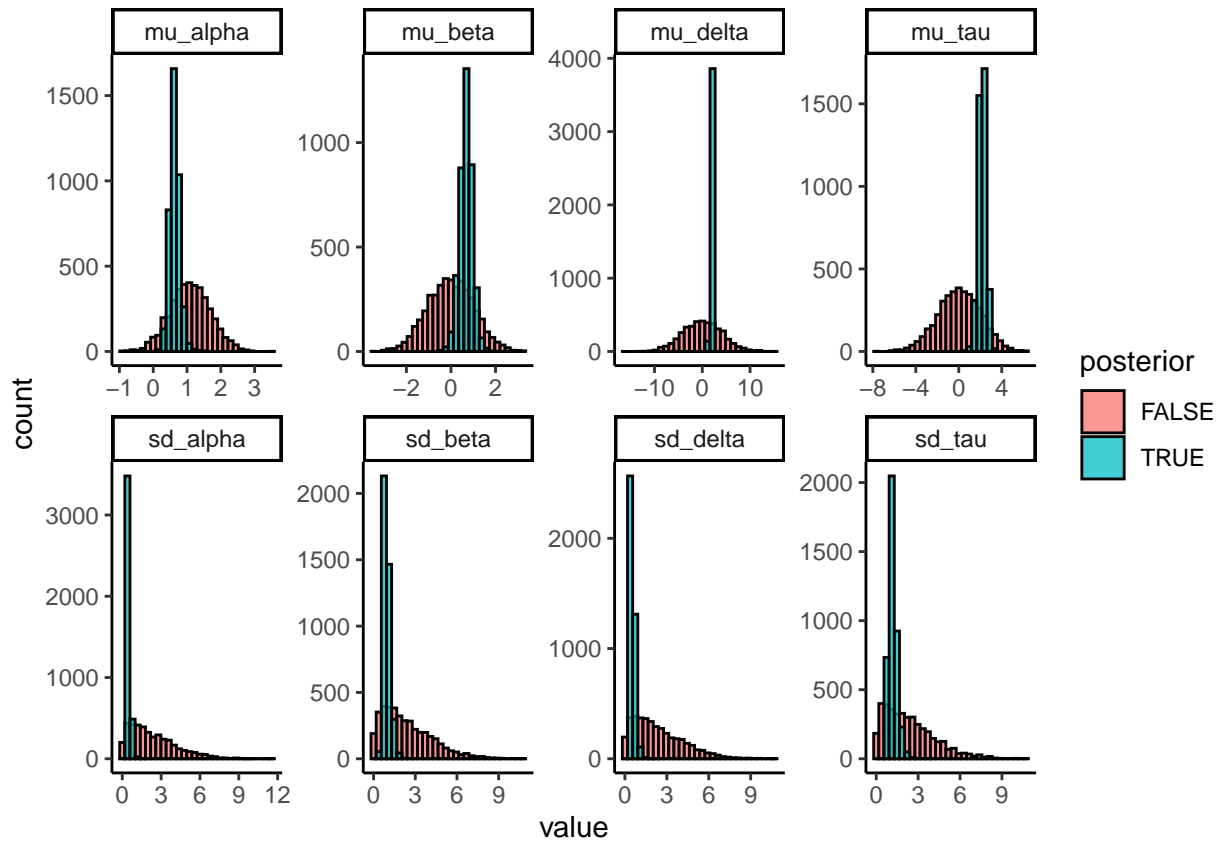 mu_alpha mu_beta mu_delta mu_tau
1500
1000
500
0
−1 0 1 2 3
1000
500
0
−2 0 2
4000
3000
2000
1000
0
−10 0 10
1500
1000
500
0
−8 −4 0 4
sd_alpha sd_beta sd_delta sd_tau
3000
2000
1000
0
0 3 6 9 12
2000
1500
1000
500
0
0 3 6 9
2000
1000
0
0 3 6 9
2000
1500
1000
500
0
0 3 6 9
count
value
posterior
FALSE
TRUE